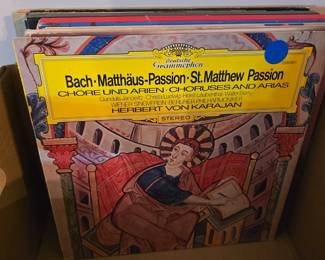 Deutsche
Grammophon
Bach · Matthäus-Passion · St. Matthew Passion
CHÖRE UND ARIEN · CHORUSES AND ARIAS
Gundula Janowitz · Christa Ludwig · Horst Laubenthal · Walter Berry
WIENER SINGVEREIN · BERLINER PHILHARMONIKER
HERBERT VON KARAJAN
STEREO